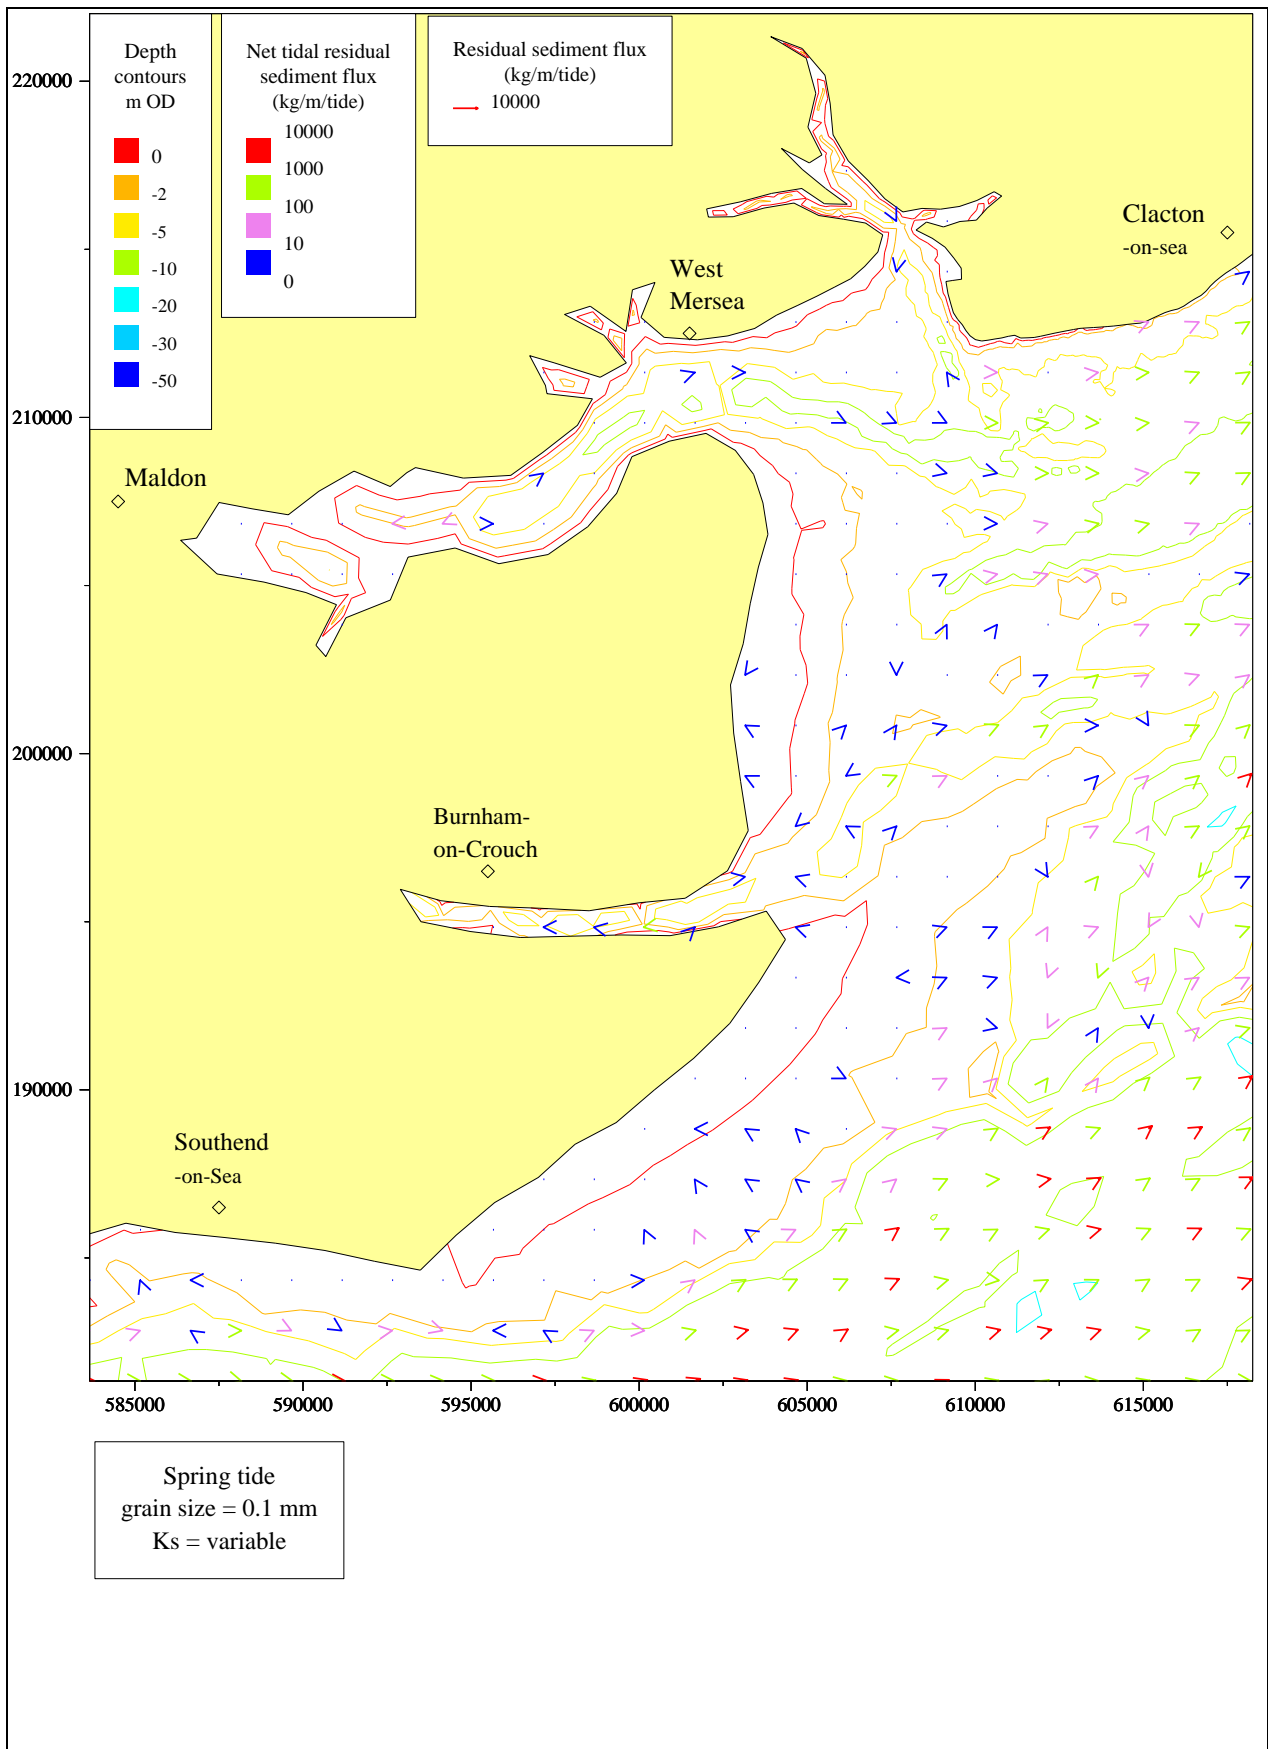 Depth
contours
m OD
0
-2
-5
-10
-20
-30
-50
Net tidal residual
sediment flux
(kg/m/tide)
10000
1000
100
10
0
Residual sediment flux
(kg/m/tide)
10000
220000
210000
200000
190000
Clacton
-on-sea
West
Mersea
Maldon
Burnham-
on-Crouch
Southend
-on-Sea
585000
590000
595000
600000
605000
610000
615000
Spring tide
grain size = 0.1 mm
Ks = variable